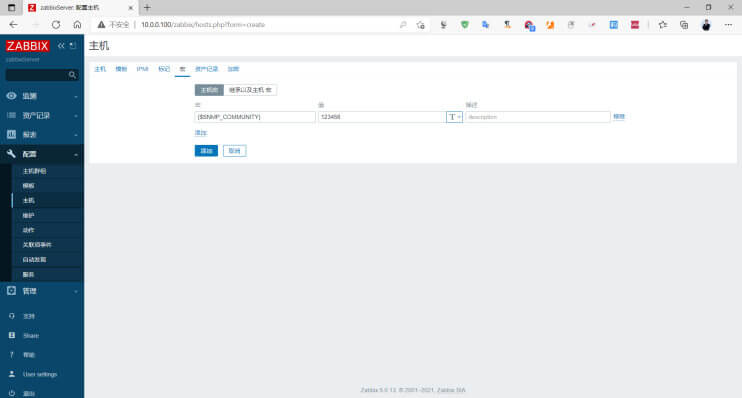 zabbixServer: 配置主机
不安全 | 10.0.0.100/zabbix/hosts.php?form=create
ZABBIX
zabbixServer
监测
资产记录
报表
配置
主机群组
模板
主机
维护
动作
关联项事件
自动发现
服务
管理
支持
Share
帮助
User settings
退出
主机
主机 模板 IPMI 标记 宏 资产记录 加密
主机宏 继承以及主机 宏
宏 值 描述
{$SNMP_COMMUNITY} 123456 T description 移除
添加
添加 取消
Zabbix 5.0.12. © 2001–2021, Zabbix SIA